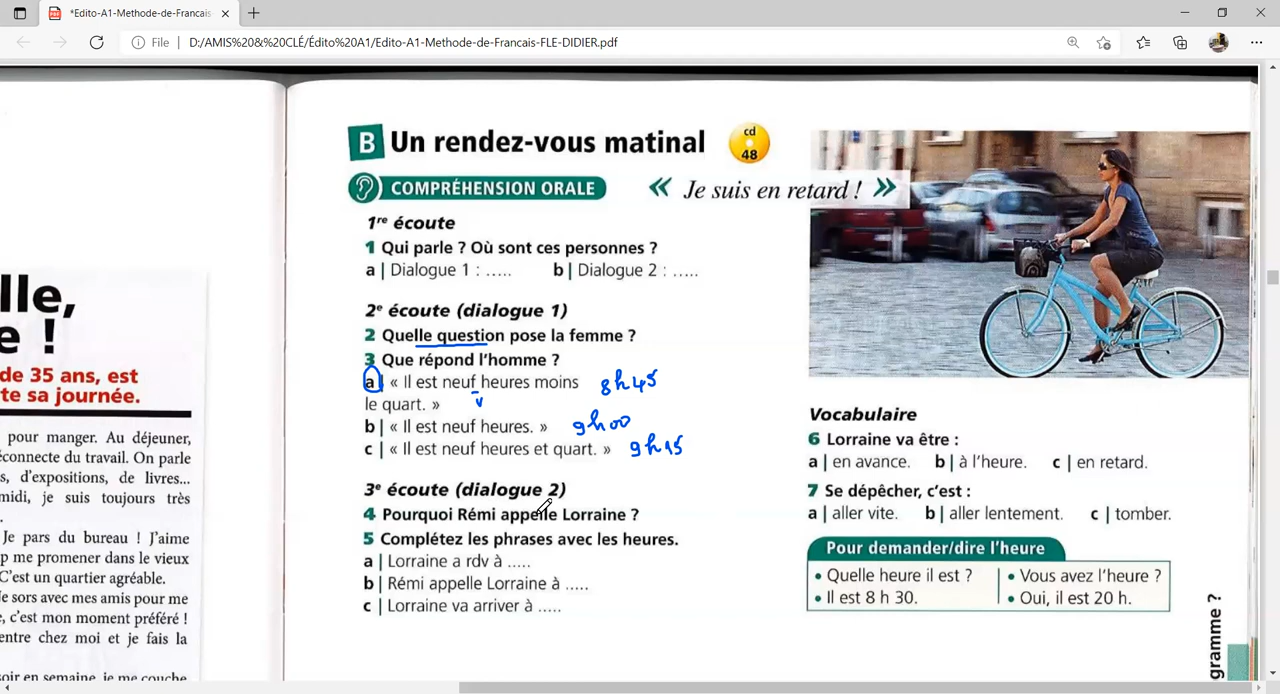 *Edito-A1-Methode-de-Francais
File | D:/AMIS%20&%20CLÉ/Édito%20A1/Edito-A1-Methode-de-Francais-FLE-DIDIER.pdf
lle,
e !
de 35 ans, est
te sa journée.
pour manger. Au déjeuner,
connecte du travail. On parle
s, d'expositions, de livres...
midi, je suis toujours très
.
Je pars du bureau ! J'aime
p me promener dans le vieux
C'est un quartier agréable.
Je sors avec mes amis pour me
e, c'est mon moment préféré !
entre chez moi et je fais la
oir en semaine, je me couche
B Un rendez-vous matinal
cd
48
COMPRÉHENSION ORALE
« Je suis en retard ! »
1re écoute
1 Qui parle ? Où sont ces personnes ?
a | Dialogue 1 : ..... b | Dialogue 2 : .....
2e écoute (dialogue 1)
2 Quelle question pose la femme ?
3 Que répond l'homme ?
a | « Il est neuf heures moins 8h45
v
le quart. »
b | « Il est neuf heures. » 9h00
c | « Il est neuf heures et quart. » 9h15
3e écoute (dialogue 2)
4 Pourquoi Rémi appelle Lorraine ?
5 Complétez les phrases avec les heures.
a | Lorraine a rdv à .....
b | Rémi appelle Lorraine à .....
c | Lorraine va arriver à .....
Vocabulaire
6 Lorraine va être :
a | en avance. b | à l'heure. c | en retard.
7 Se dépêcher, c'est :
a | aller vite. b | aller lentement. c | tomber.
Pour demander/dire l'heure
• Quelle heure il est ? • Vous avez l'heure ?
• Il est 8 h 30. • Oui, il est 20 h.
gramme ?